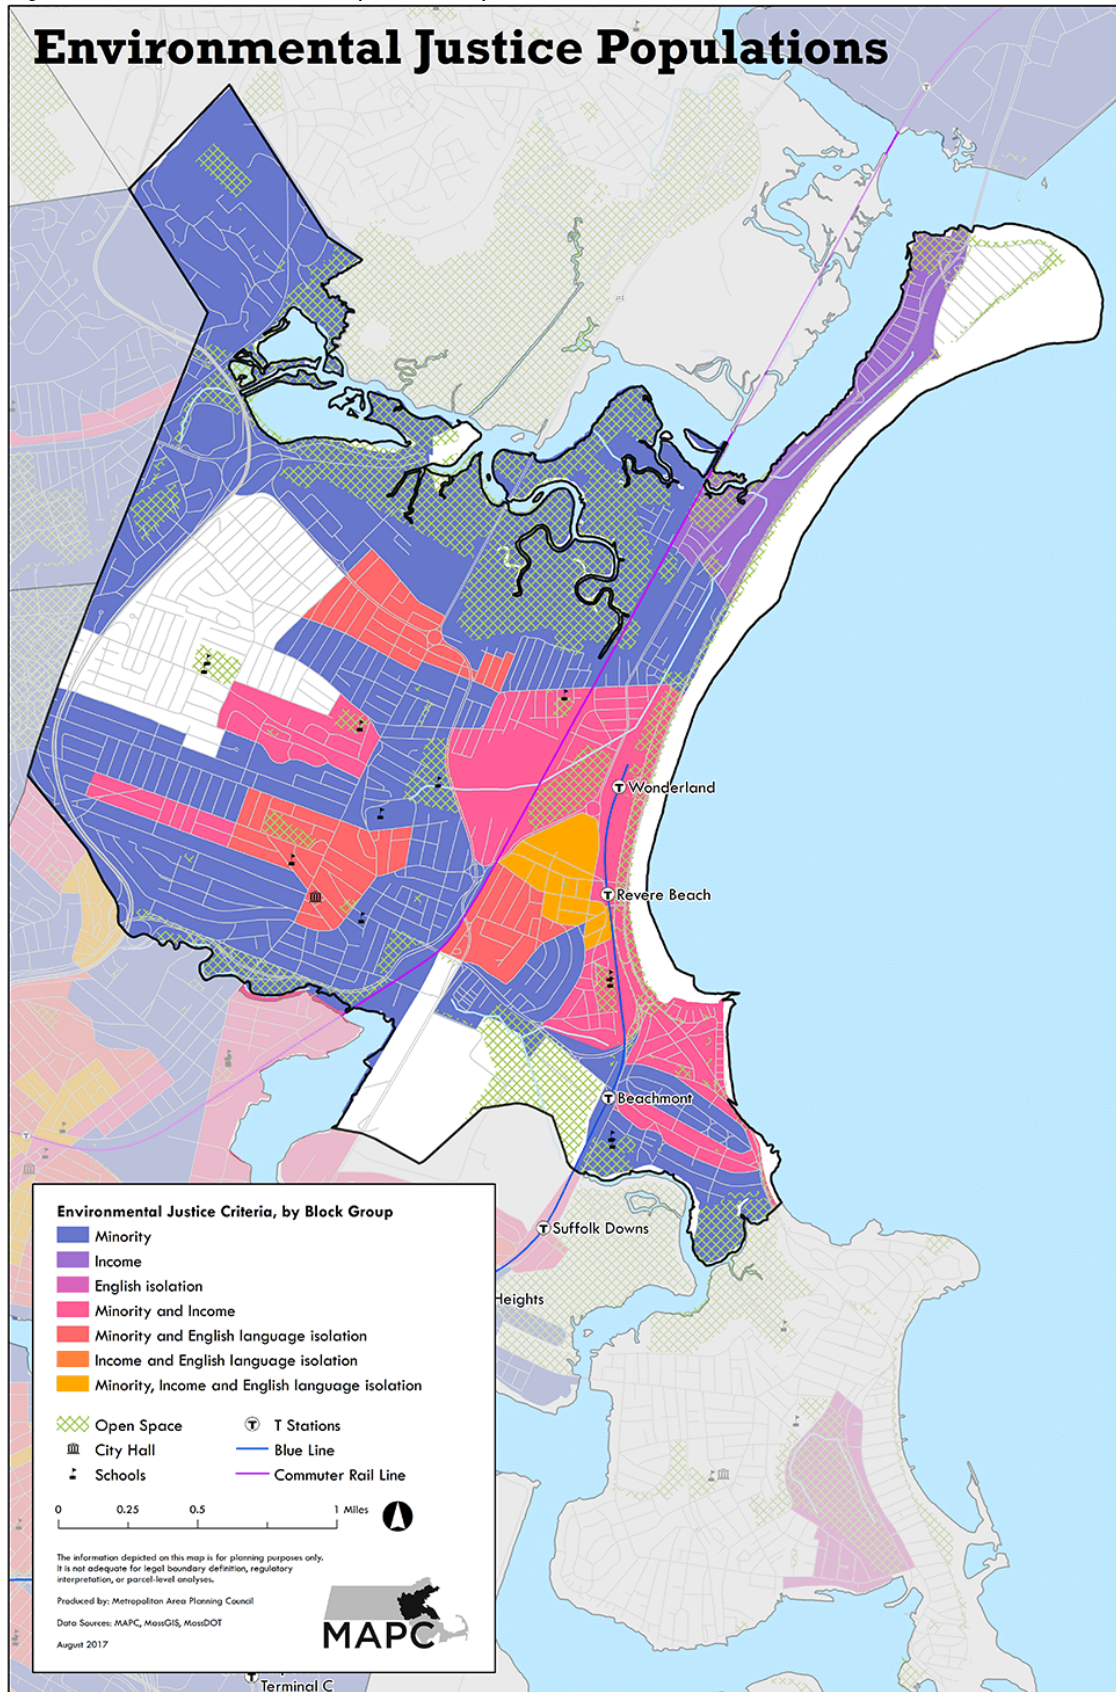 Environmental Justice Populations
Wonderland
Revere Beach
Beachmont
Suffolk Downs
Heights
Environmental Justice Criteria, by Block Group
Minority
Income
English isolation
Minority and Income
Minority and English language isolation
Income and English language isolation
Minority, Income and English language isolation
Open Space
City Hall
Schools
T T Stations
Blue Line
Commuter Rail Line
0 0.25 0.5 1 Miles
The information depicted on this map is for planning purposes only.
It is not adequate for legal boundary definition, regulatory
interpretation, or parcel-level analyses.
Produced by: Metropolitan Area Planning Council
Data Sources: MAPC, MassGIS, MassDOT
August 2017
MAPC
Terminal C